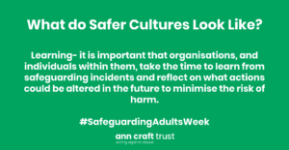 What do Safer Cultures Look Like?
Learning- it is important that organisations, and
individuals within them, take the time to learn from
safeguarding incidents and reflect on what actions
could be altered in the future to minimise the risk of
harm.
#SafeguardingAdultsWeek
ann craft trust